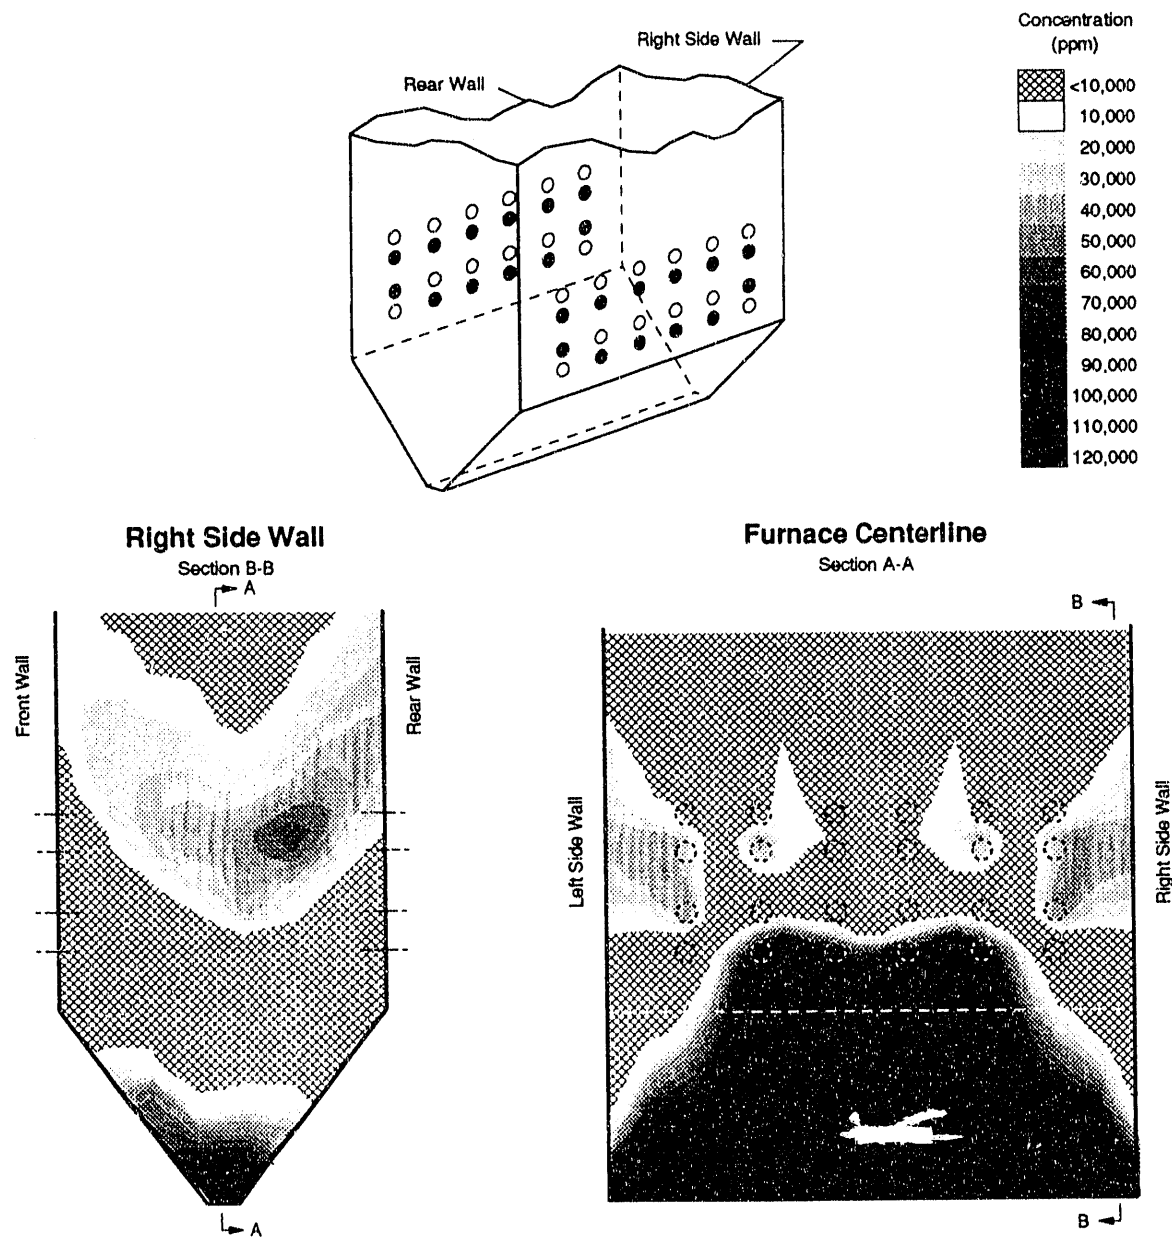 Right Side Wall
Rear Wall
Concentration
(ppm)
<10,000
10,000
20,000
30,000
40,000
50,000
60,000
70,000
80,000
90,000
100,000
110,000
120,000
Right Side Wall
Section B-B
A
Front Wall
Rear Wall
A
Furnace Centerline
Section A-A
B
Left Side Wall
Right Side Wall
B